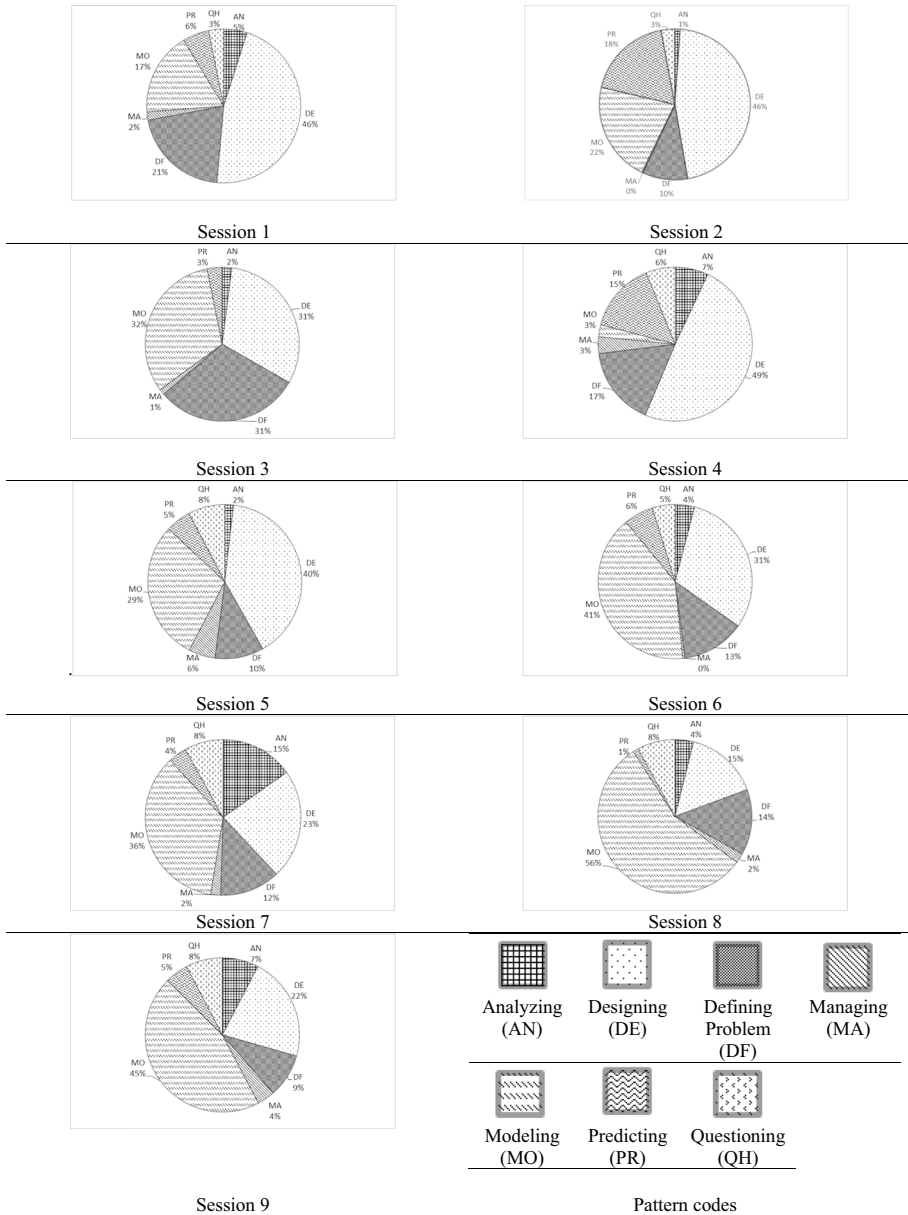 QH
3%
AN
5%
PR
6%
MO
17%
MA
2%
DF
21%
DE
46%
QH
3%
AN
1%
PR
18%
DE
46%
MO
22%
MA
0%
DF
10%
Session 1
Session 2
PR
3%
AN
2%
DE
31%
MO
32%
MA
1%
DF
31%
QH
6%
AN
7%
PR
15%
MO
3%
MA
3%
DF
17%
DE
49%
Session 3
Session 4
QH
8%
AN
2%
PR
5%
DE
40%
MO
29%
MA
6%
DF
10%
QH
5%
AN
4%
PR
6%
DE
31%
MO
41%
MA
0%
DF
13%
Session 5
Session 6
QH
8%
AN
15%
PR
4%
DE
23%
MO
36%
MA
2%
DF
12%
QH
8%
AN
4%
PR
1%
DE
15%
DF
14%
MO
56%
MA
2%
Session 7
Session 8
QH
8%
AN
7%
PR
5%
DE
22%
MO
45%
DF
9%
MA
4%
Analyzing
(AN)
Designing
(DE)
Defining
Problem
(DF)
Managing
(MA)
Modeling
(MO)
Predicting
(PR)
Questioning
(QH)
Session 9
Pattern codes